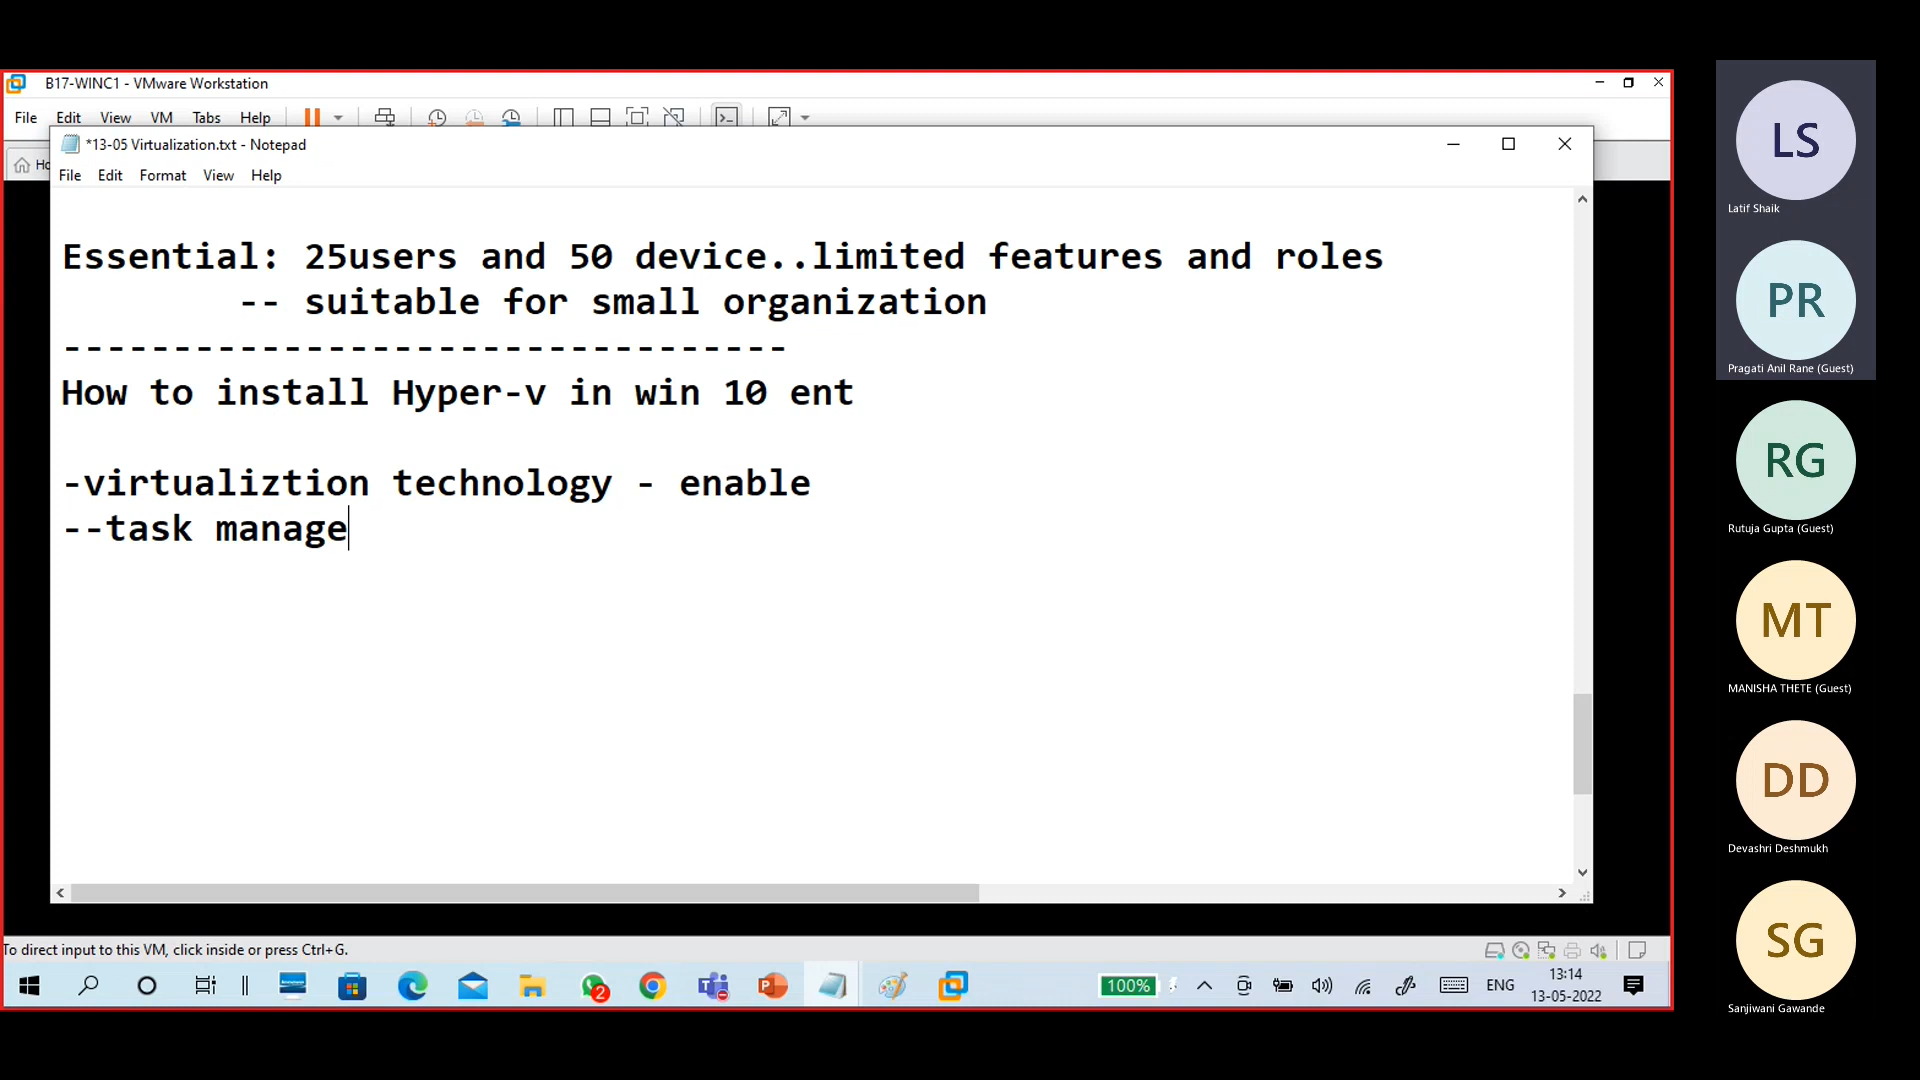 B17-WINC1 - VMware Workstation
File Edit View VM Tabs Help
*13-05 Virtualization.txt - Notepad
File Edit Format View Help
Essential: 25users and 50 device..limited features and roles
-- suitable for small organization
---------------------------------
How to install Hyper-v in win 10 ent
-virtualiztion technology - enable
--task manage
To direct input to this VM, click inside or press Ctrl+G.
2
100%
ENG
13:14
13-05-2022
LS
Latif Shaik
PR
Pragati Anil Rane (Guest)
RG
Rutuja Gupta (Guest)
MT
MANISHA THETE (Guest)
DD
Devashri Deshmukh
SG
Sanjiwani Gawande